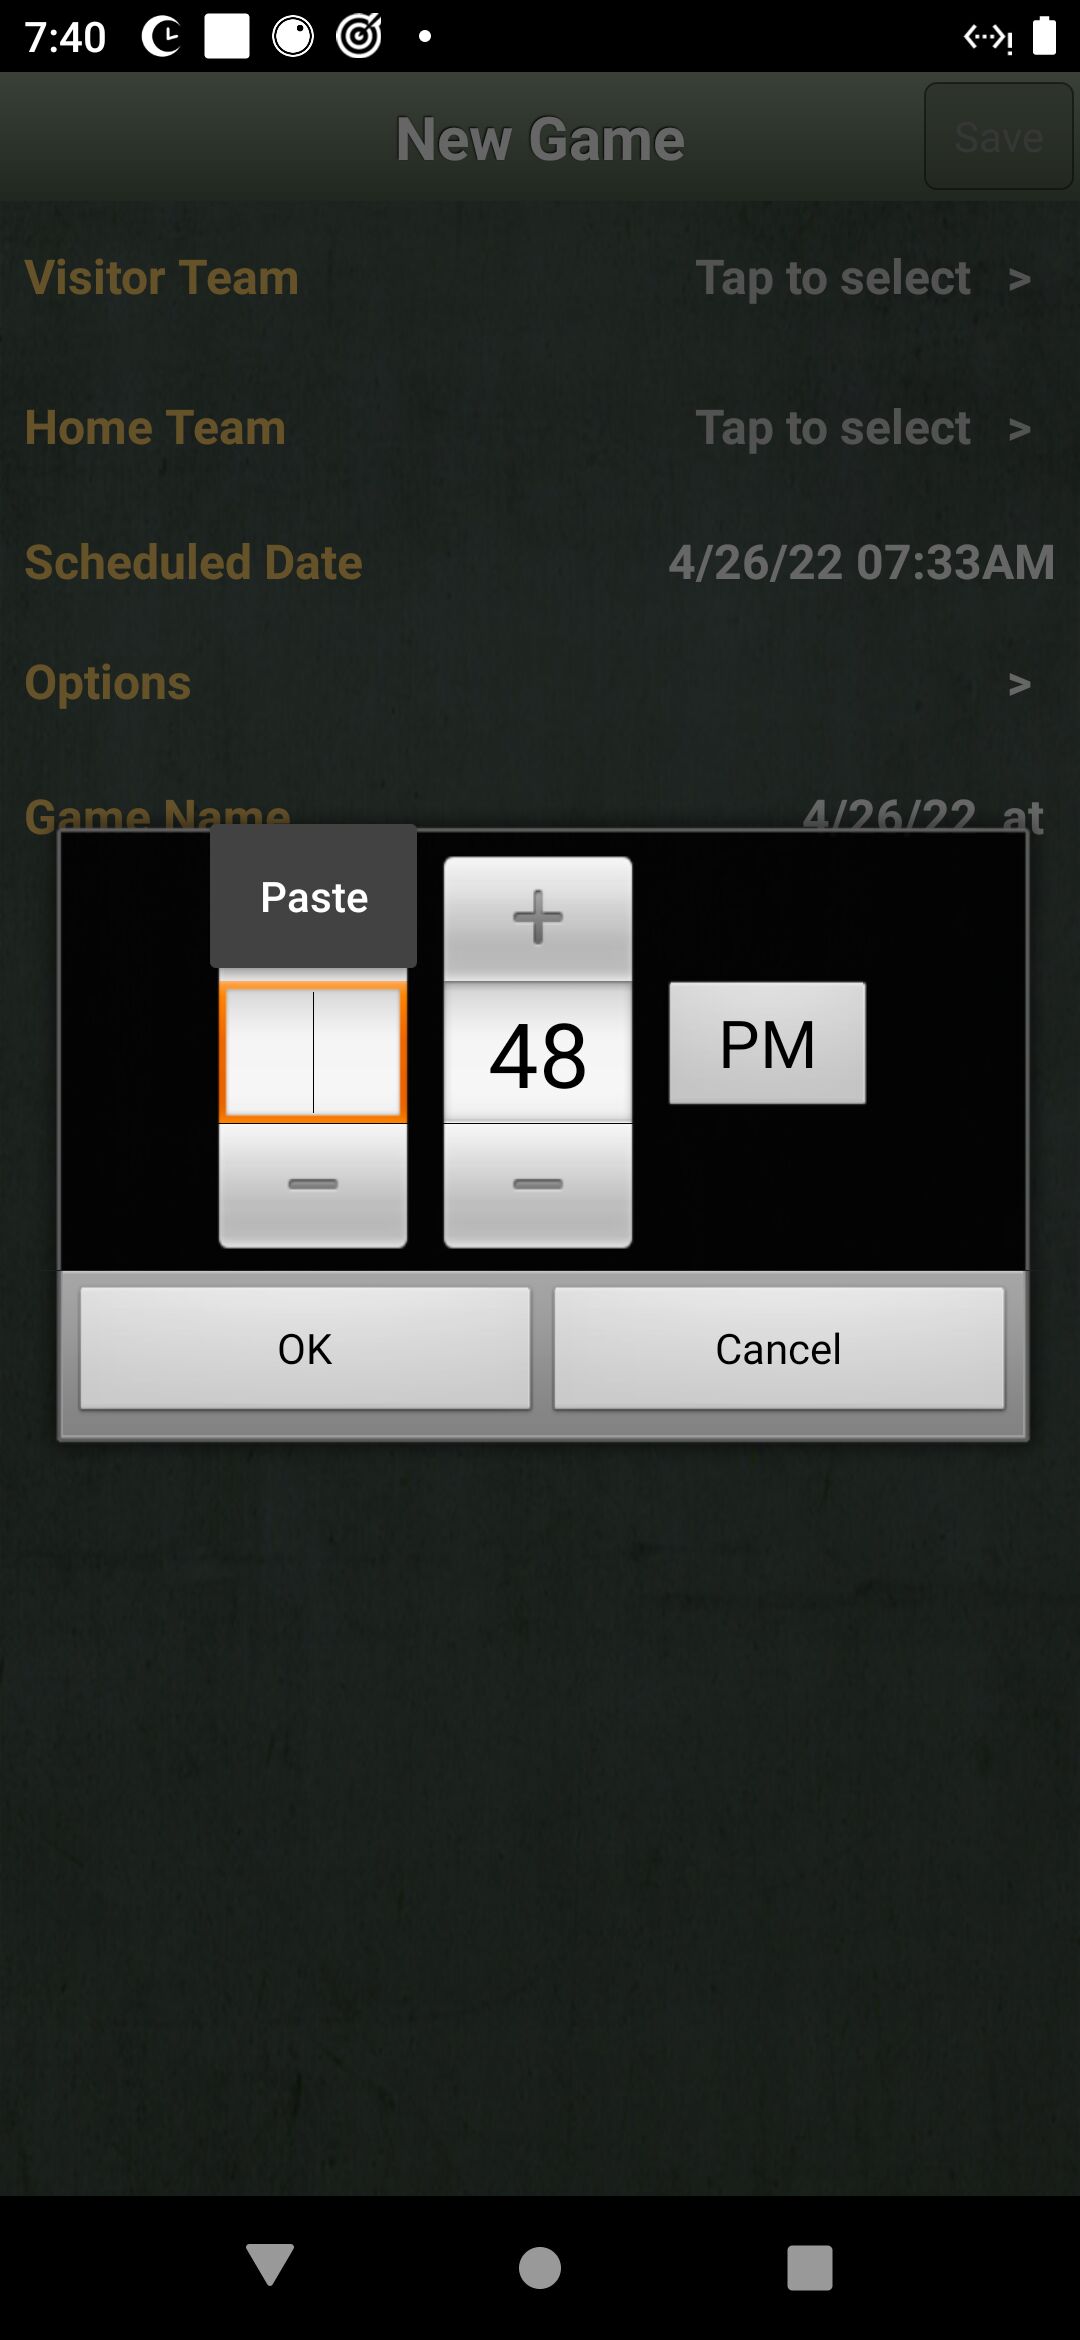 7:40
New Game
Save
Visitor Team Tap to select >
Home Team Tap to select >
Scheduled Date 4/26/22 07:33AM
Options >
Game Name 4/26/22 at
Paste
+
48
PM
OK Cancel